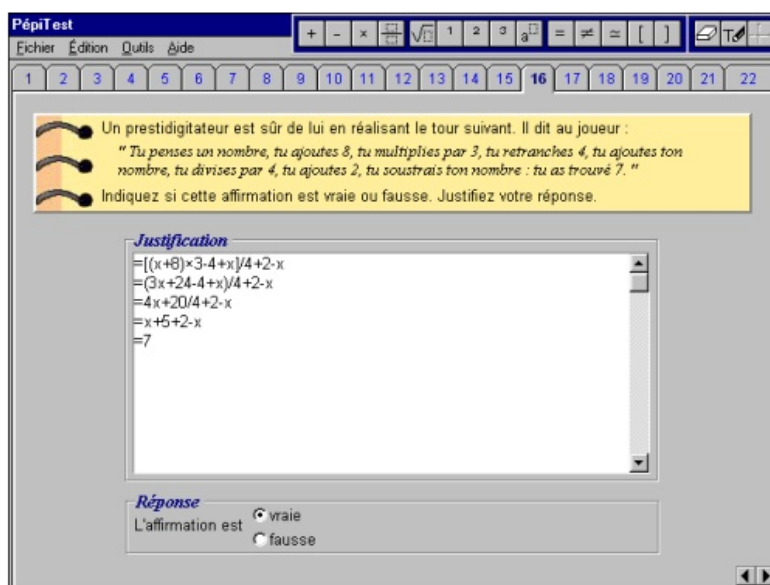 PépiTest
Fichier Édition Outils Aide
+ - × √ 1 2 3 a = ≠ ≃ [ ]
1 2 3 4 5 6 7 8 9 10 11 12 13 14 15 16 17 18 19 20 21 22
Un prestidigitateur est sûr de lui en réalisant le tour suivant. Il dit au joueur :
" Tu penses un nombre, tu ajoutes 8, tu multiplies par 3, tu retranches 4, tu ajoutes ton
nombre, tu divises par 4, tu ajoutes 2, tu soustrais ton nombre : tu as trouvé 7. "
Indiquez si cette affirmation est vraie ou fausse. Justifiez votre réponse.
Justification
=[(x+8)×3-4+x]/4+2-x
=(3x+24-4+x)/4+2-x
=4x+20/4+2-x
=x+5+2-x
=7
Réponse
L'affirmation est
vraie
fausse